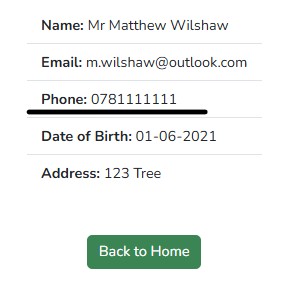 Name: Mr Matthew Wilshaw
Email: m.wilshaw@outlook.com
Phone: 0781111111
Date of Birth: 01-06-2021
Address: 123 Tree
Back to Home